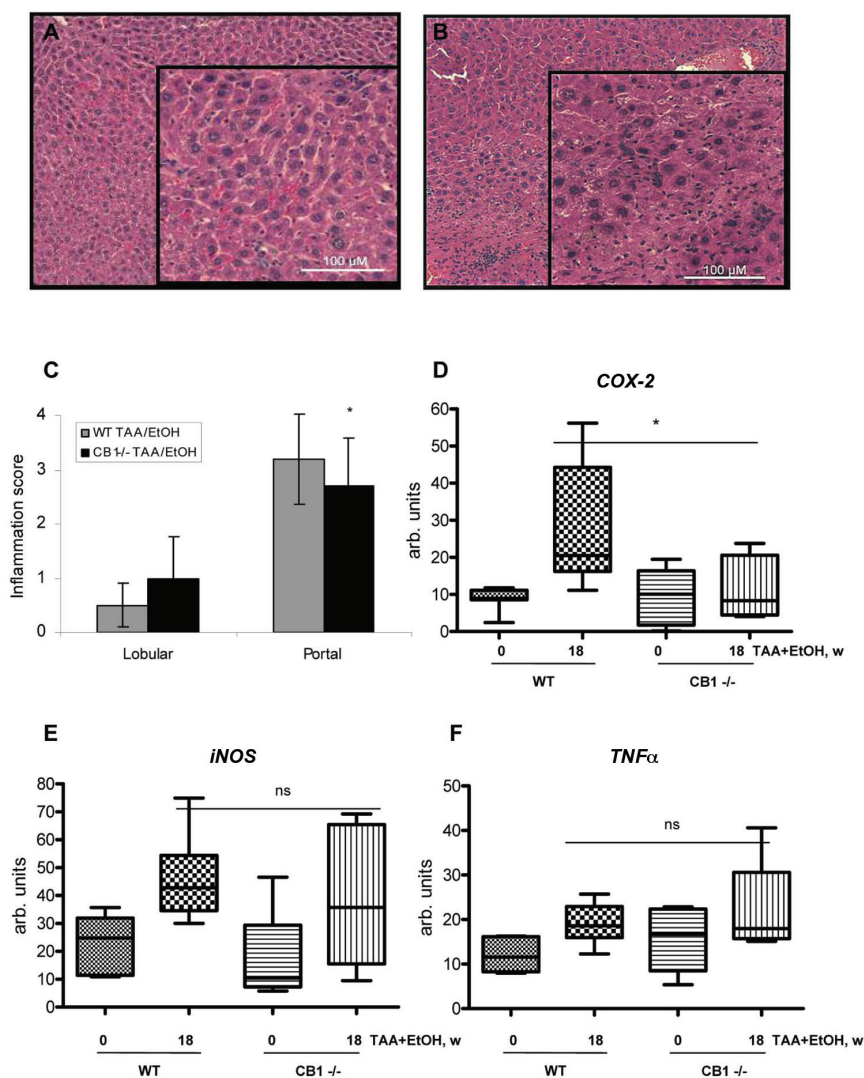 A
100 µM
B
100 µM
C
Inflammation score
4
3
2
1
0
WT TAA/EtOH
CB1-/- TAA/EtOH
*
Lobular
Portal
D
COX-2
arb. units
60
50
40
30
20
10
0
*
0 18 0 18 TAA+EtOH, w
WT CB1 -/-
E
iNOS
arb. units
80
70
60
50
40
30
20
10
0
ns
0 18 0 18 TAA+EtOH, w
WT CB1 -/-
F
TNFα
arb. units
50
40
30
20
10
0
ns
0 18 0 18 TAA+EtOH, w
WT CB1 -/-